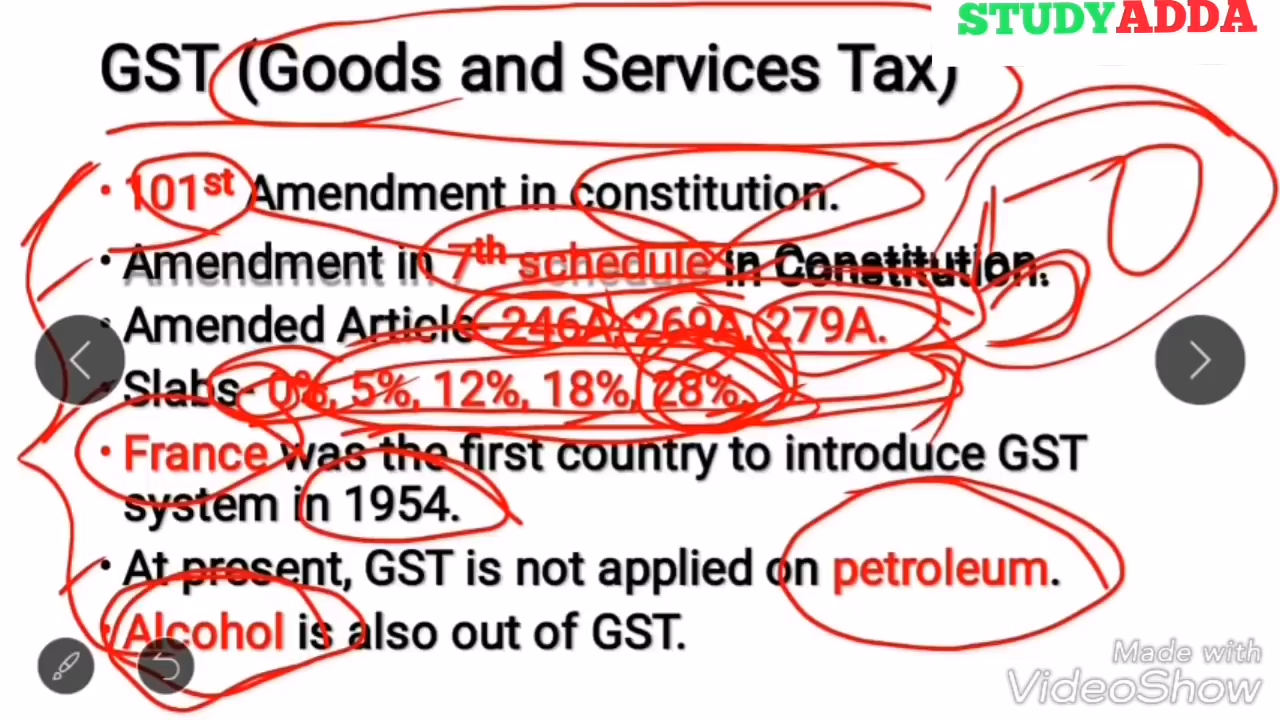 STUDYADDA
GST (Goods and Services Tax)
• 101st Amendment in constitution.
• Amendment in 7th schedule in Constitution.
• Amended Article- 246A, 269A, 279A.
• Slabs- 0%, 5%, 12%, 18%, 28%.
• France was the first country to introduce GST
system in 1954.
• At present, GST is not applied on petroleum.
• Alcohol is also out of GST.
Made with
VideoShow